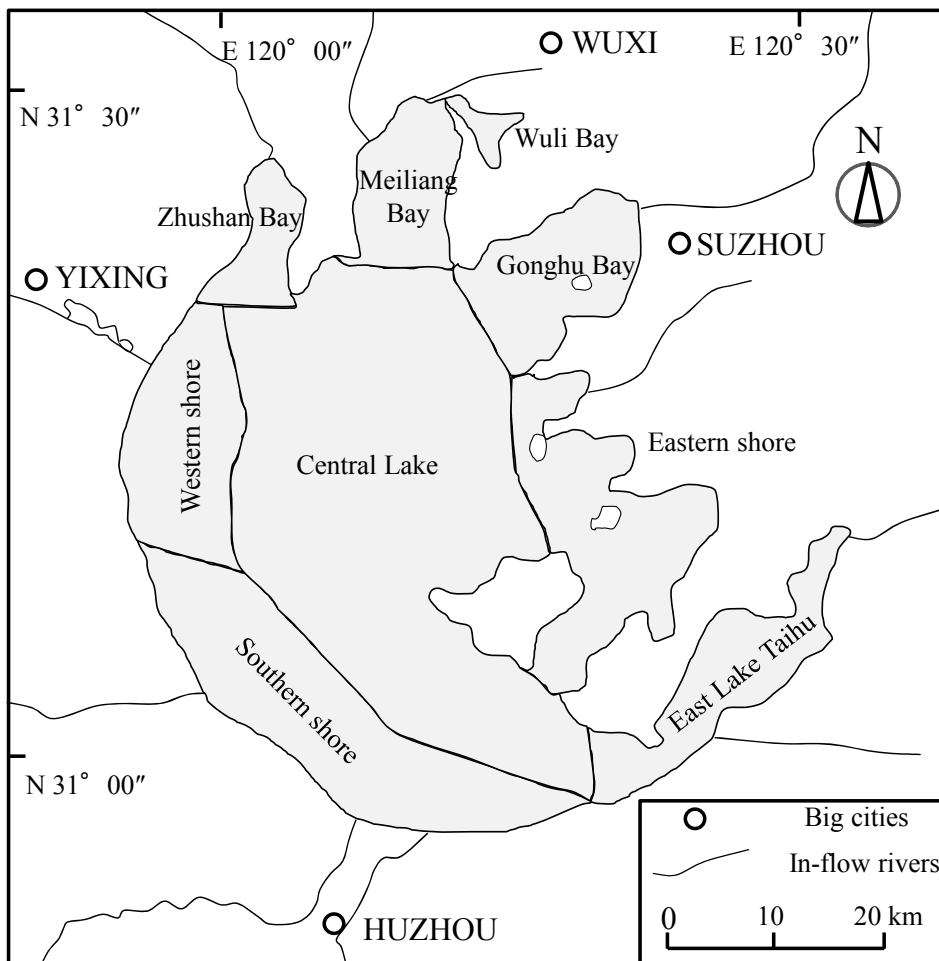 E 120° 00″
WUXI
E 120° 30″
N 31° 30″
Wuli Bay
N
Meiliang
Bay
Zhushan Bay
SUZHOU
Gonghu Bay
YIXING
Western shore
Eastern shore
Central Lake
East Lake Taihu
Southern shore
N 31° 00″
Big cities
In-flow rivers
0 10 20 km
HUZHOU